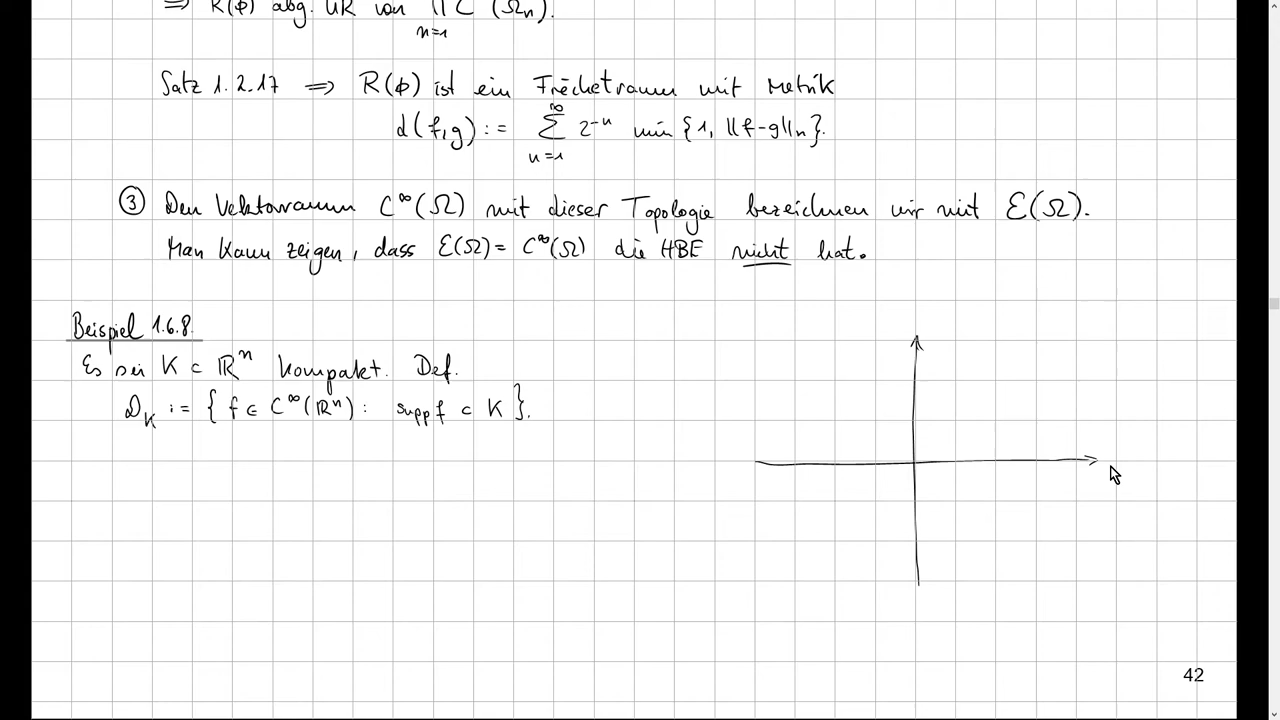 ⇒ R(ϕ) abg. UR von ∏ C (Ωₙ).
n=1
Satz 1.2.17 ⟹ R(ϕ) ist ein Fréchetraum mit Metrik
d(f,g) := ∑_{n=1}^{∞} 2^{-n} min {1, ||f-g||_n}.
③ Den Vektorraum C^∞(Ω) mit dieser Topologie bezeichnen wir mit ℰ(Ω).
Man kann zeigen, dass ℰ(Ω) = C^∞(Ω) die HBE nicht hat.
Beispiel 1.6.8.
Es sei K ⊂ ℝ^n kompakt. Def.
𝒟_K := { f ∈ C^∞(ℝ^n) : supp f ⊂ K }.
42